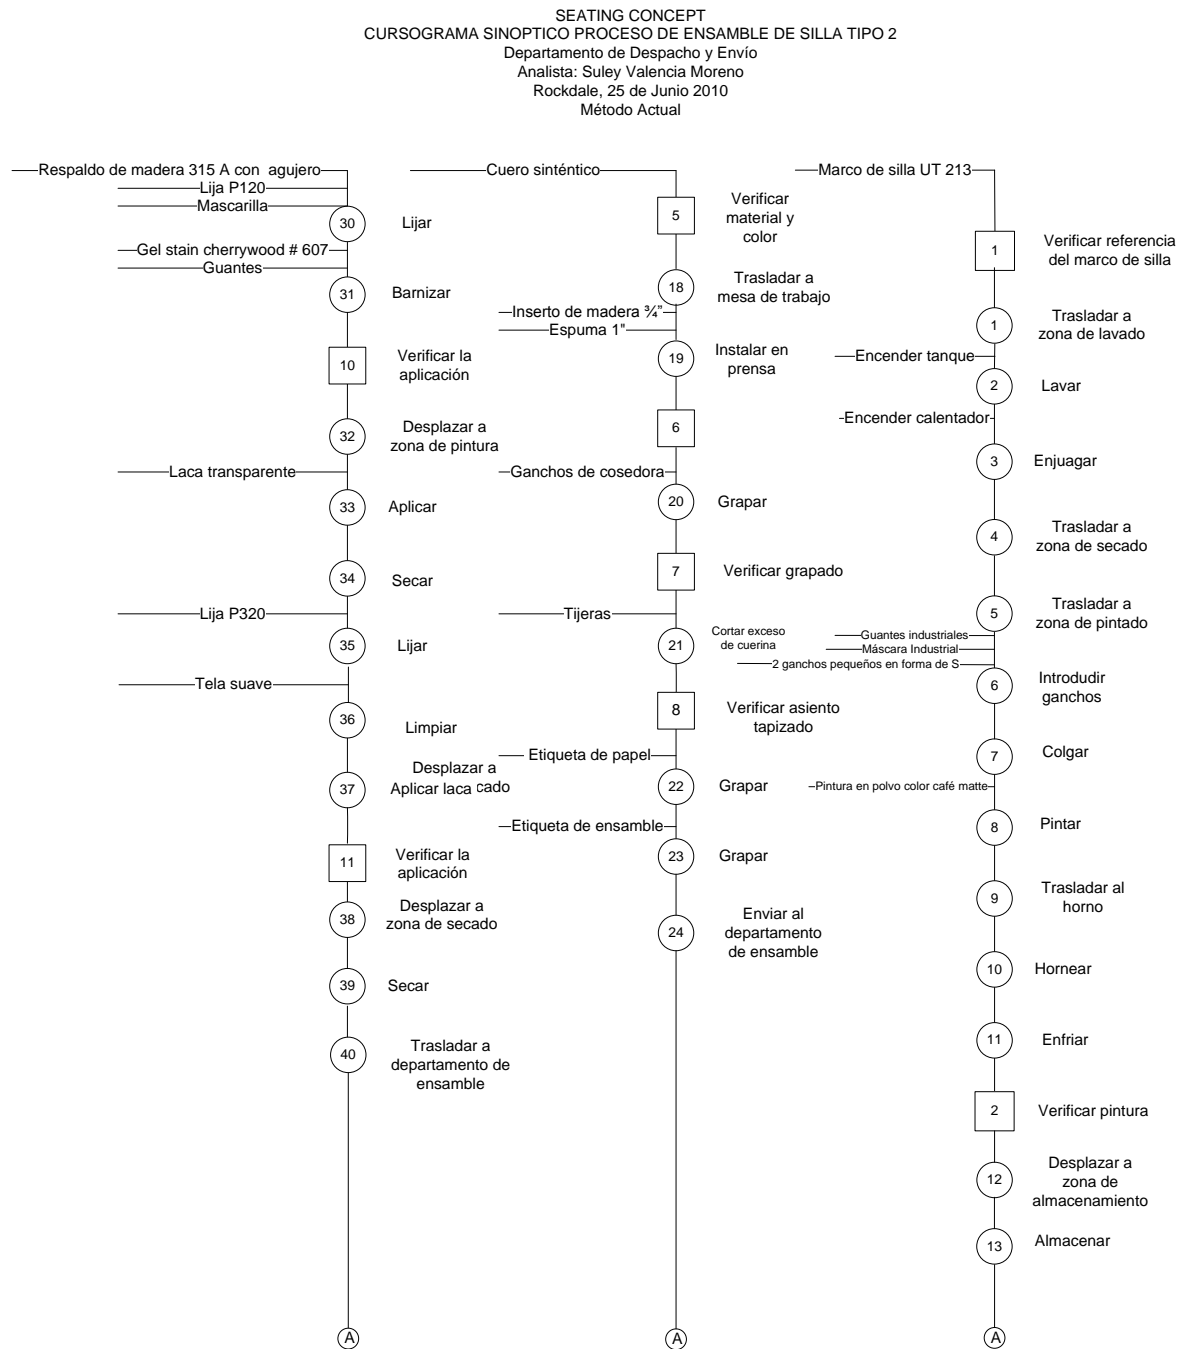 SEATING CONCEPT
CURSOGRAMA SINOPTICO PROCESO DE ENSAMBLE DE SILLA TIPO 2
Departamento de Despacho y Envío
Analista: Suley Valencia Moreno
Rockdale, 25 de Junio 2010
Método Actual
Respaldo de madera 315 A con agujero
Lija P120
Mascarilla
30
Lijar
Gel stain cherrywood # 607
Guantes
31
Barnizar
10
Verificar la
aplicación
32
Desplazar a
zona de pintura
Laca transparente
33
Aplicar
34
Secar
Lija P320
35
Lijar
Tela suave
36
Limpiar
37
Desplazar a
Aplicar laca cado
11
Verificar la
aplicación
38
Desplazar a
zona de secado
39
Secar
40
Trasladar a
departamento de
ensamble
A
Cuero sinténtico
5
Verificar
material y
color
18
Trasladar a
mesa de trabajo
Inserto de madera ¾”
Espuma 1"
19
Instalar en
prensa
6
Ganchos de cosedora
20
Grapar
7
Verificar grapado
Tijeras
21
Cortar exceso
de cuerina
8
Verificar asiento
tapizado
Etiqueta de papel
22
Grapar
Etiqueta de ensamble
23
Grapar
24
Enviar al
departamento
de ensamble
A
Marco de silla UT 213
1
Verificar referencia
del marco de silla
1
Trasladar a
zona de lavado
Encender tanque
2
Lavar
Encender calentador
3
Enjuagar
4
Trasladar a
zona de secado
5
Trasladar a
zona de pintado
Guantes industriales
Máscara Industrial
2 ganchos pequeños en forma de S
6
Introdudir
ganchos
7
Colgar
Pintura en polvo color café matte
8
Pintar
9
Trasladar al
horno
10
Hornear
11
Enfriar
2
Verificar pintura
12
Desplazar a
zona de
almacenamiento
13
Almacenar
A